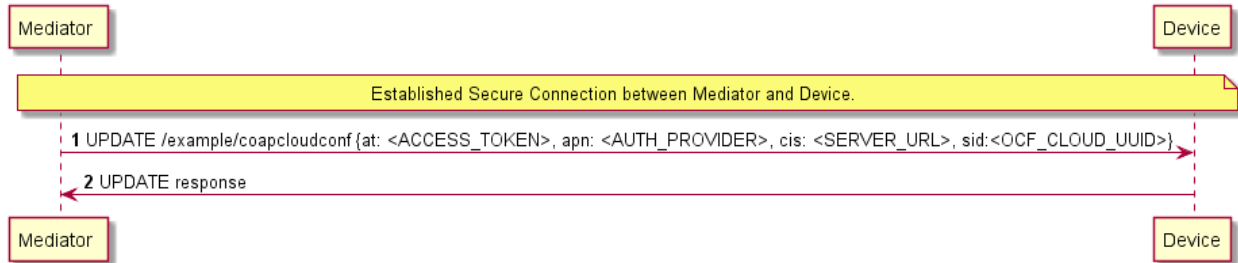 Mediator
Device
Established Secure Connection between Mediator and Device.
1 UPDATE /example/coapcloudconf {at: <ACCESS_TOKEN>, apn: <AUTH_PROVIDER>, cis: <SERVER_URL>, sid:<OCF_CLOUD_UUID>}
2 UPDATE response
Mediator
Device